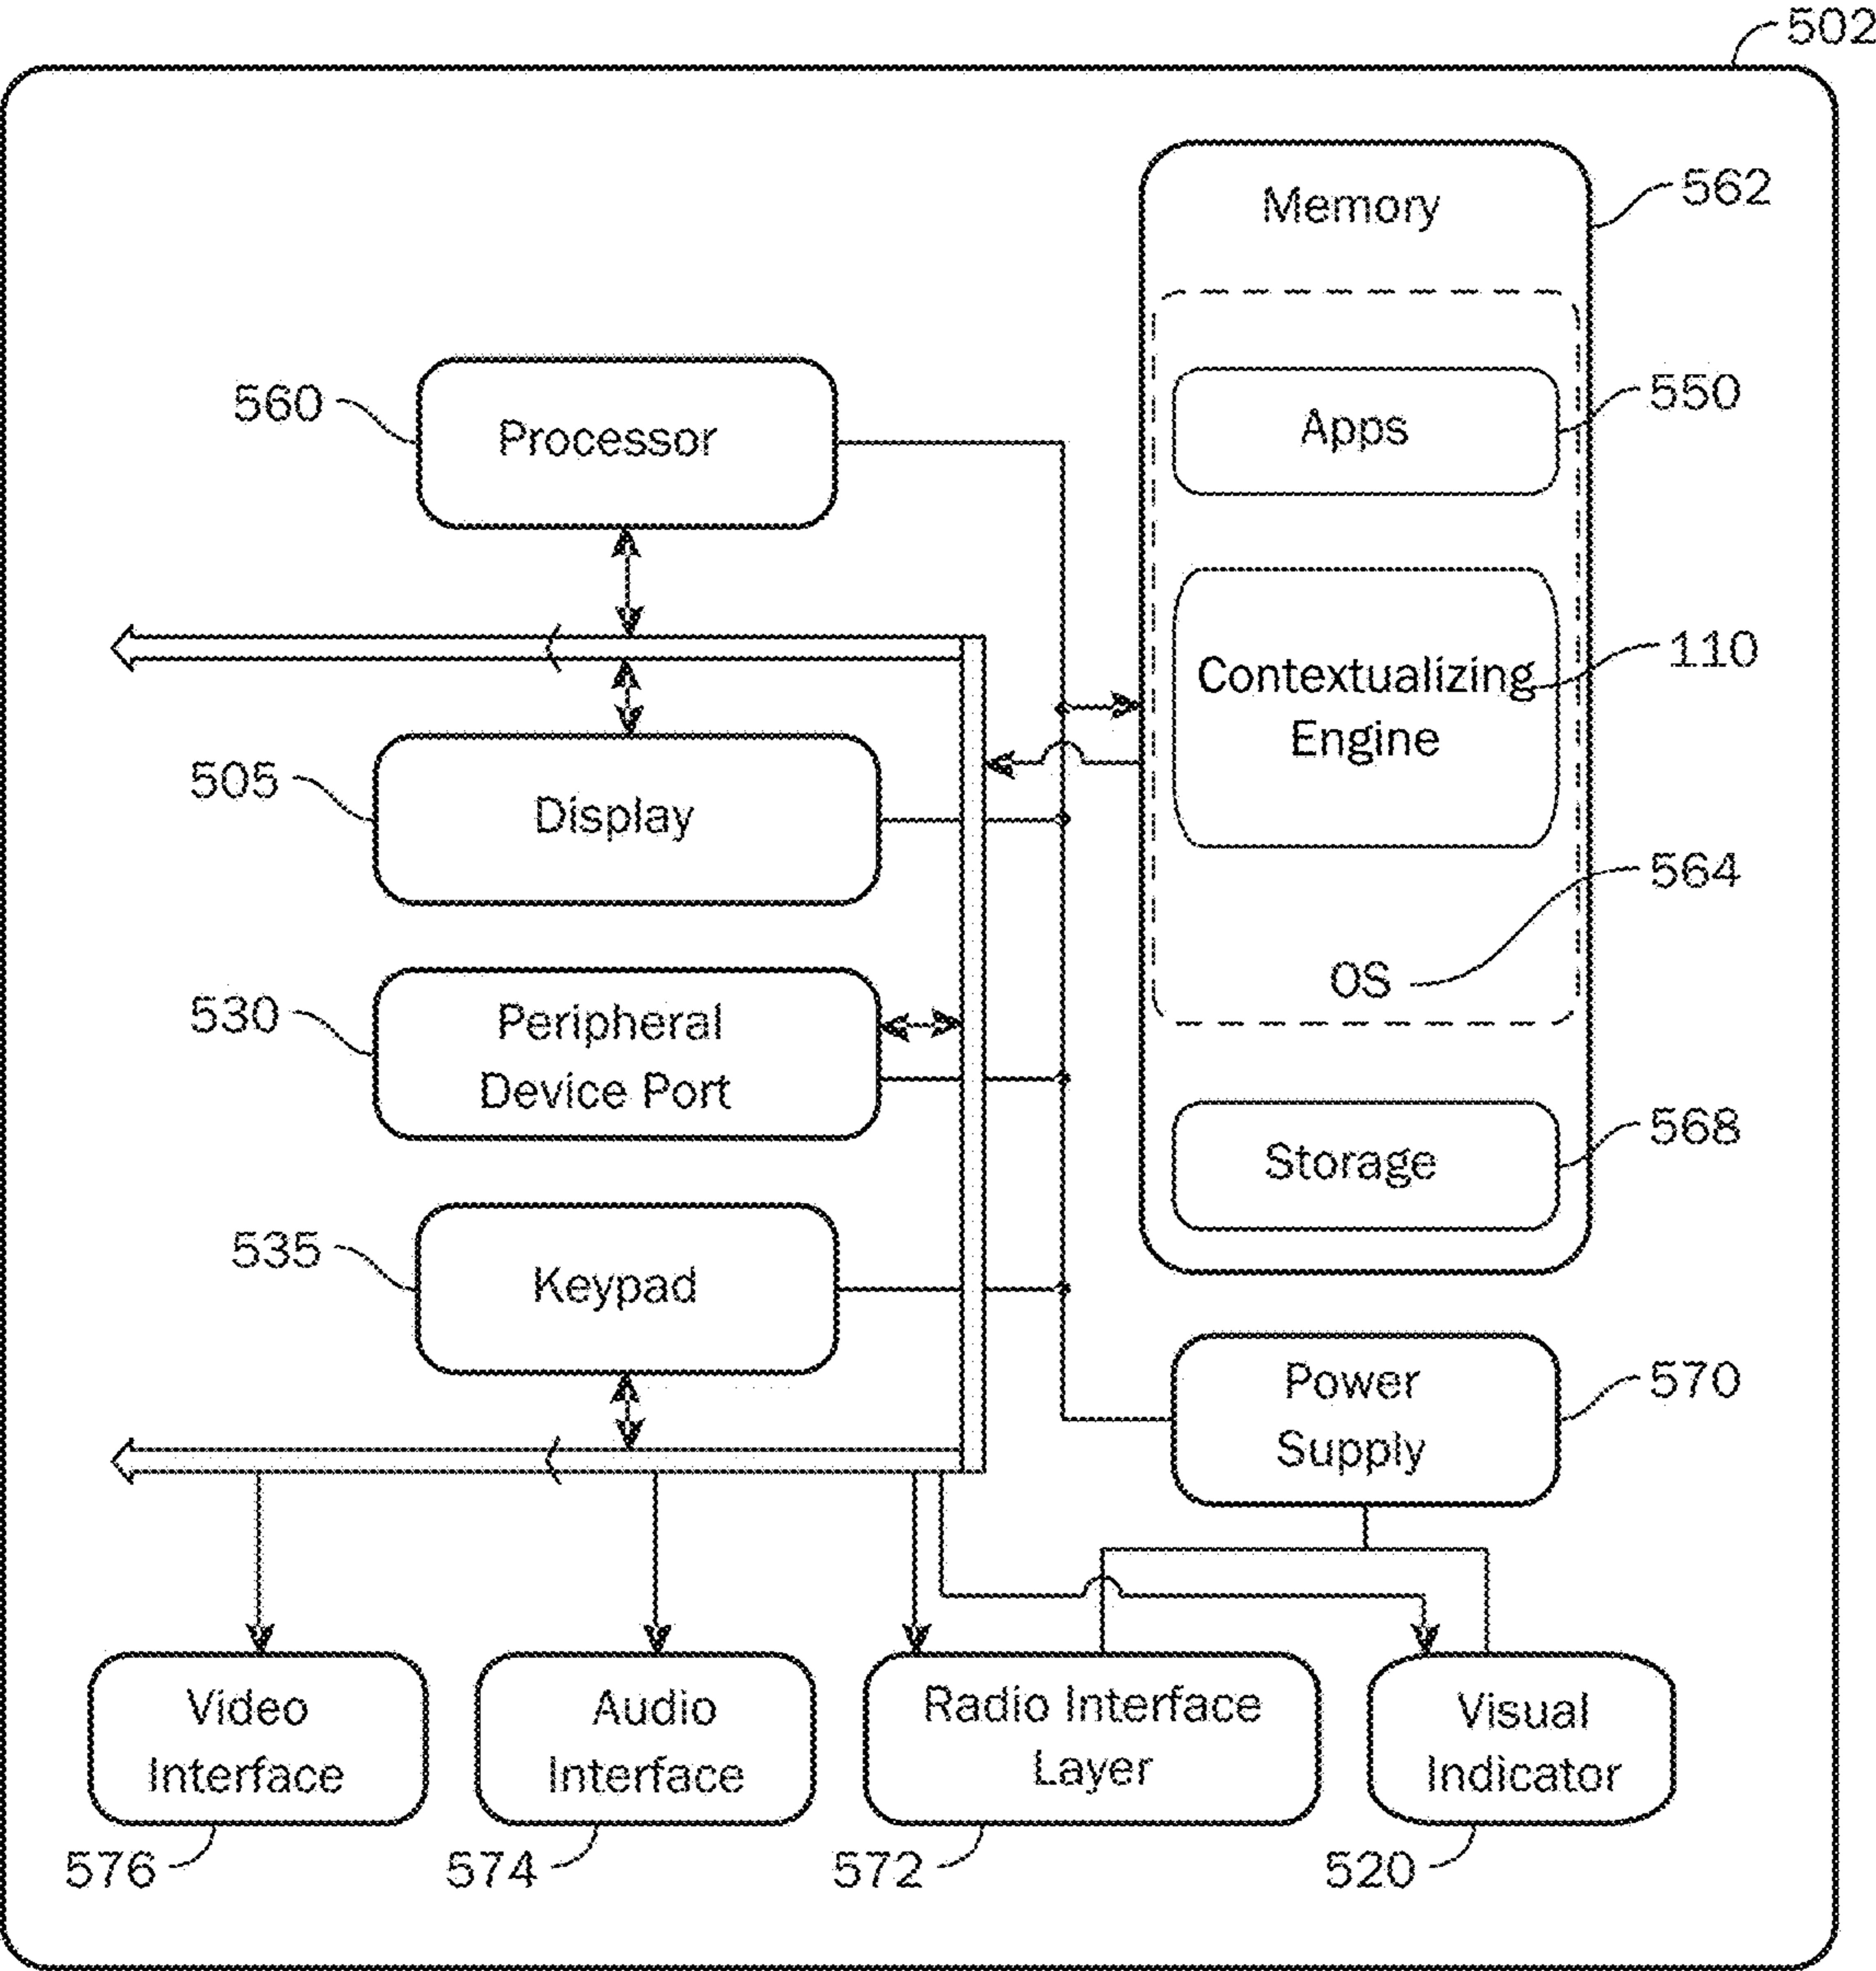 502
Memory
562
560
Processor
Apps
550
Contextualizing
Engine
110
505
Display
564
OS
530
Peripheral
Device Port
Storage
568
535
Keypad
Power
Supply
570
Video
Interface
Audio
Interface
Radio Interface
Layer
Visual
Indicator
576
574
572
520